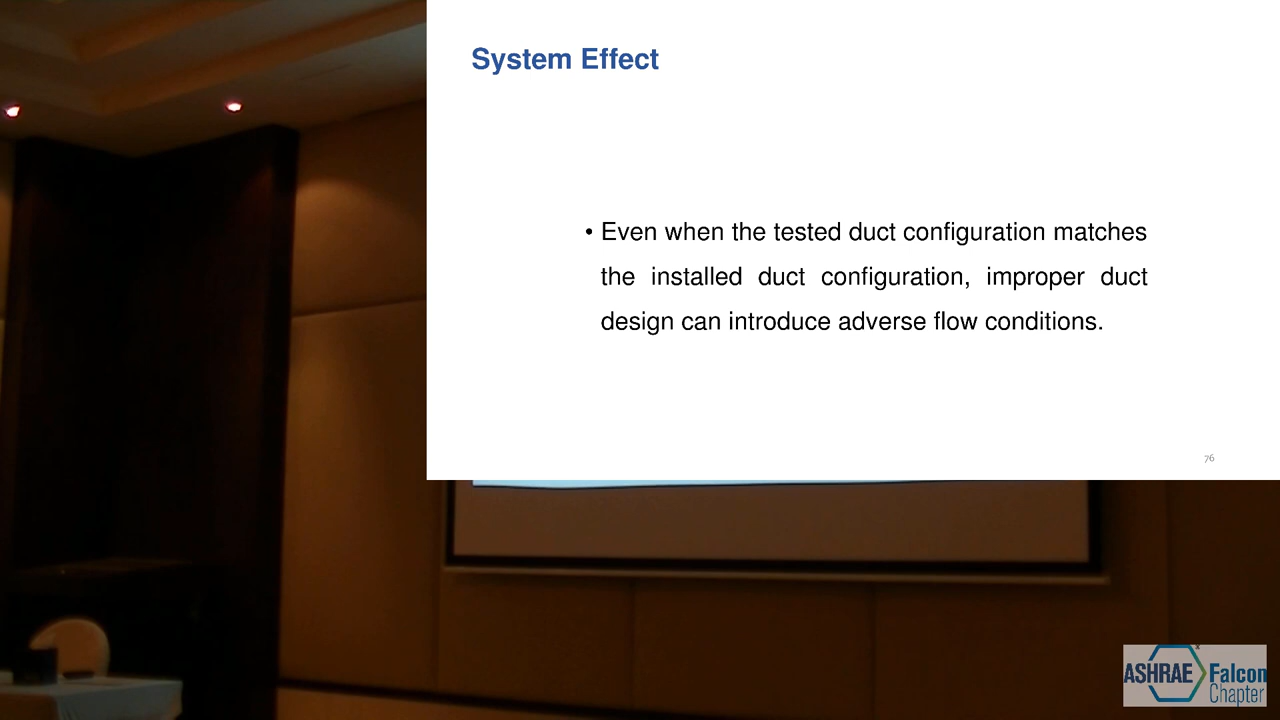 System Effect
• Even when the tested duct configuration matches
the installed duct configuration, improper duct
design can introduce adverse flow conditions.
76
ASHRAE Falcon
Chapter